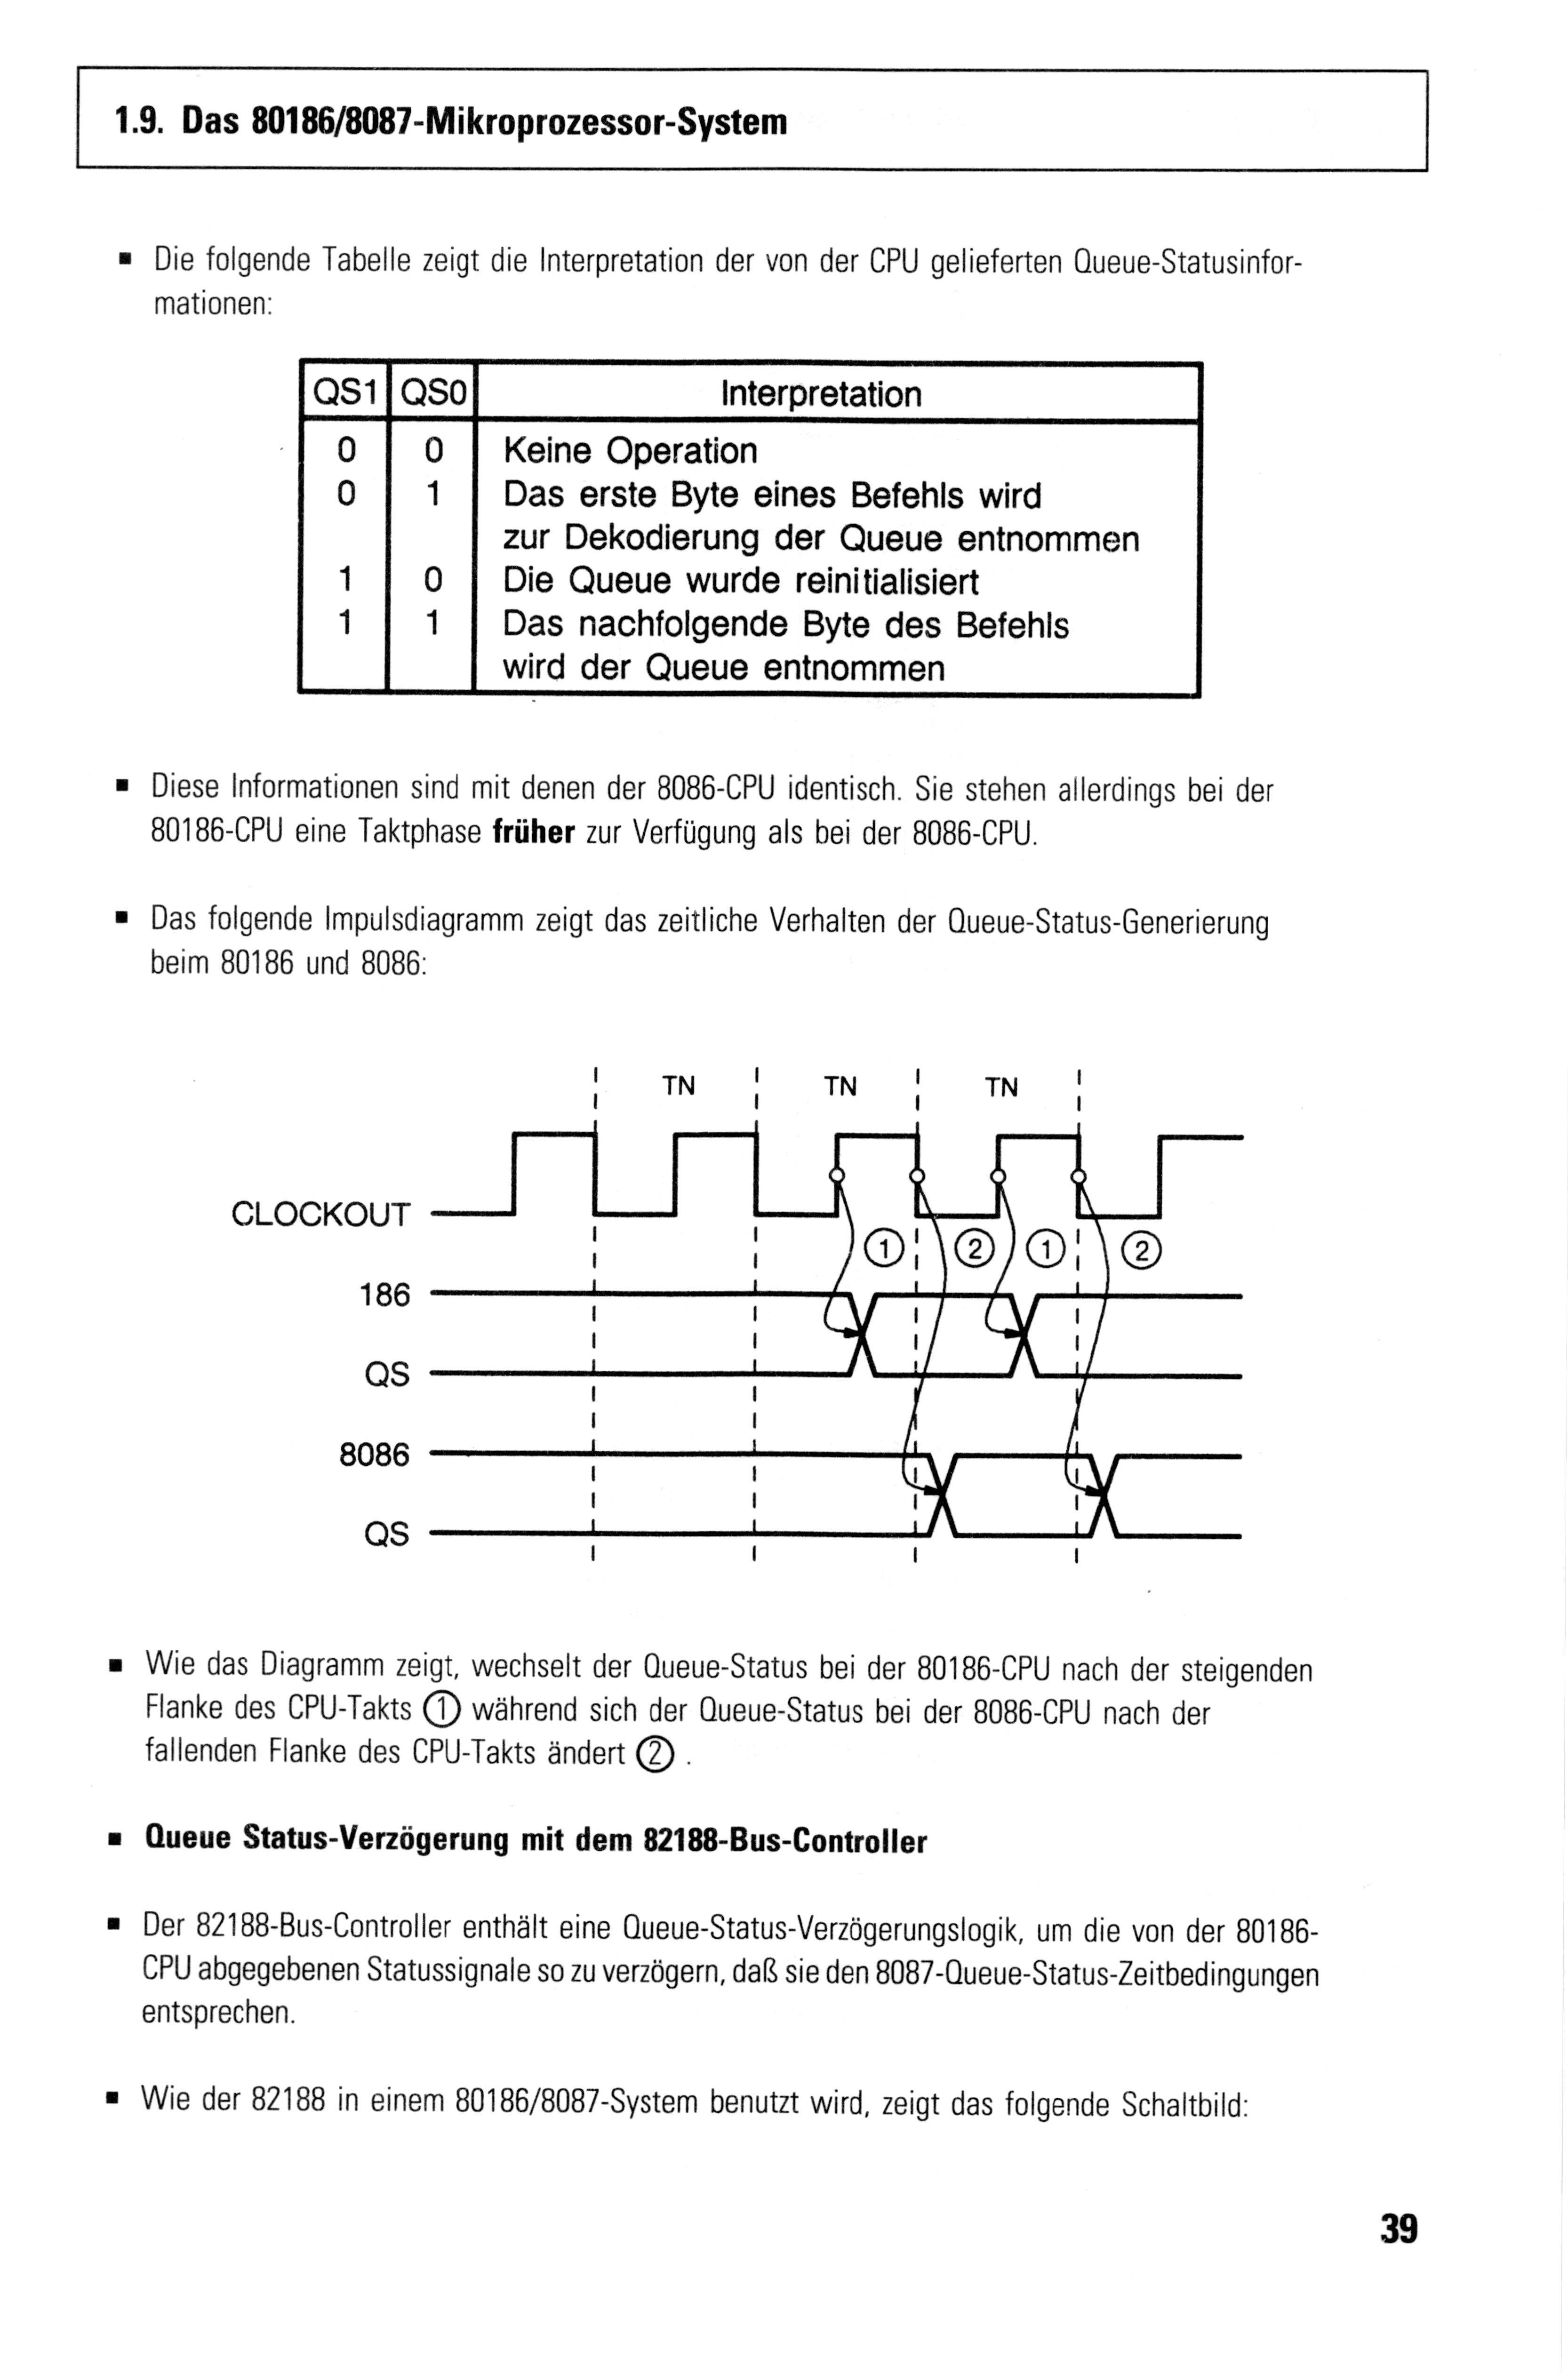 1.9. Das 80186/8087-Mikroprozessor-System
▪ Die folgende Tabelle zeigt die Interpretation der von der CPU gelieferten Queue-Statusinfor-
mationen:
QS1 QS0 Interpretation
0 0 Keine Operation
0 1 Das erste Byte eines Befehls wird
zur Dekodierung der Queue entnommen
1 0 Die Queue wurde reinitialisiert
1 1 Das nachfolgende Byte des Befehls
wird der Queue entnommen
▪ Diese Informationen sind mit denen der 8086-CPU identisch. Sie stehen allerdings bei der
80186-CPU eine Taktphase früher zur Verfügung als bei der 8086-CPU.
▪ Das folgende Impulsdiagramm zeigt das zeitliche Verhalten der Queue-Status-Generierung
beim 80186 und 8086:
TN TN TN
CLOCKOUT
① ② ① ②
186
QS
8086
QS
▪ Wie das Diagramm zeigt, wechselt der Queue-Status bei der 80186-CPU nach der steigenden
Flanke des CPU-Takts ① während sich der Queue-Status bei der 8086-CPU nach der
fallenden Flanke des CPU-Takts ändert ② .
▪ Queue Status-Verzögerung mit dem 82188-Bus-Controller
▪ Der 82188-Bus-Controller enthält eine Queue-Status-Verzögerungslogik, um die von der 80186-
CPU abgegebenen Statussignale so zu verzögern, daß sie den 8087-Queue-Status-Zeitbedingungen
entsprechen.
▪ Wie der 82188 in einem 80186/8087-System benutzt wird, zeigt das folgende Schaltbild:
39